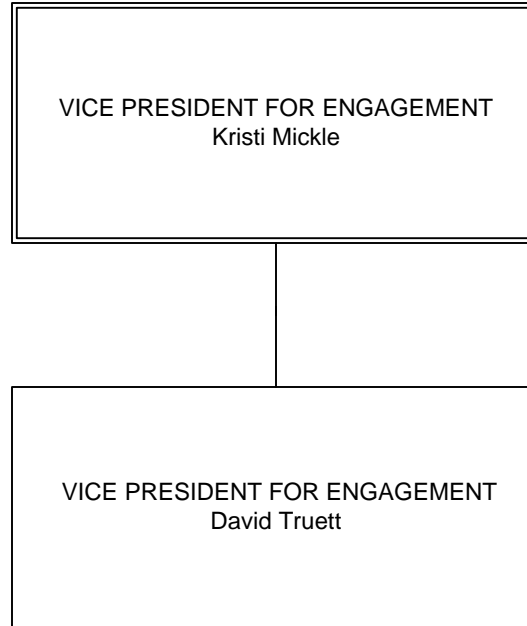 VICE PRESIDENT FOR ENGAGEMENT
Kristi Mickle
VICE PRESIDENT FOR ENGAGEMENT
David Truett